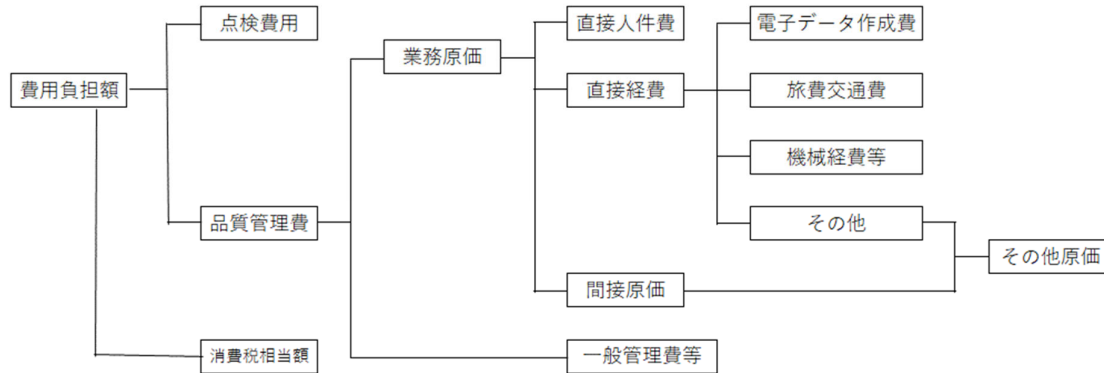 点検費用
直接人件費
電子データ作成費
業務原価
費用負担額
直接経費
旅費交通費
機械経費等
品質管理費
その他
その他原価
間接原価
消費税相当額
一般管理費等